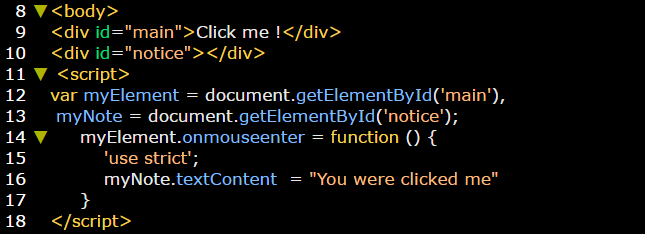 8 ▼ <body>
9 <div id="main">Click me !</div>
10 <div id="notice"></div>
11 ▼ <script>
12 var myElement = document.getElementById('main'),
13 myNote = document.getElementById('notice');
14 ▼ myElement.onmouseenter = function () {
15 'use strict';
16 myNote.textContent = "You were clicked me"
17 }
18 </script>